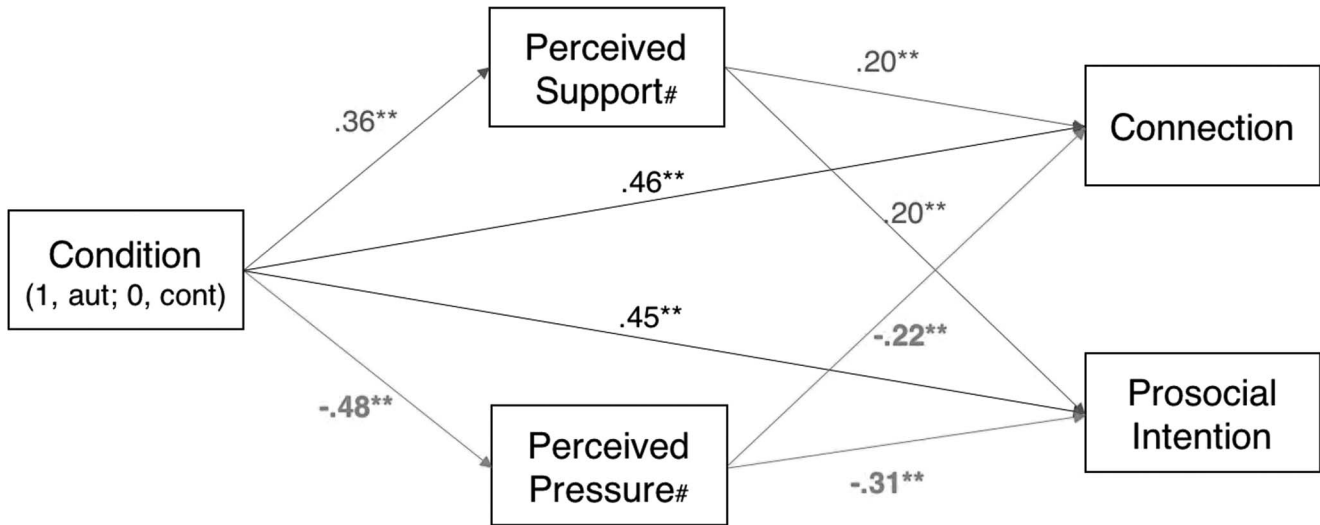 Perceived
Support#
.20**
Connection
.36**
.46**
.20**
Condition
(1, aut; 0, cont)
.45**
-.22**
-.48**
Perceived
Pressure#
-.31**
Prosocial
Intention